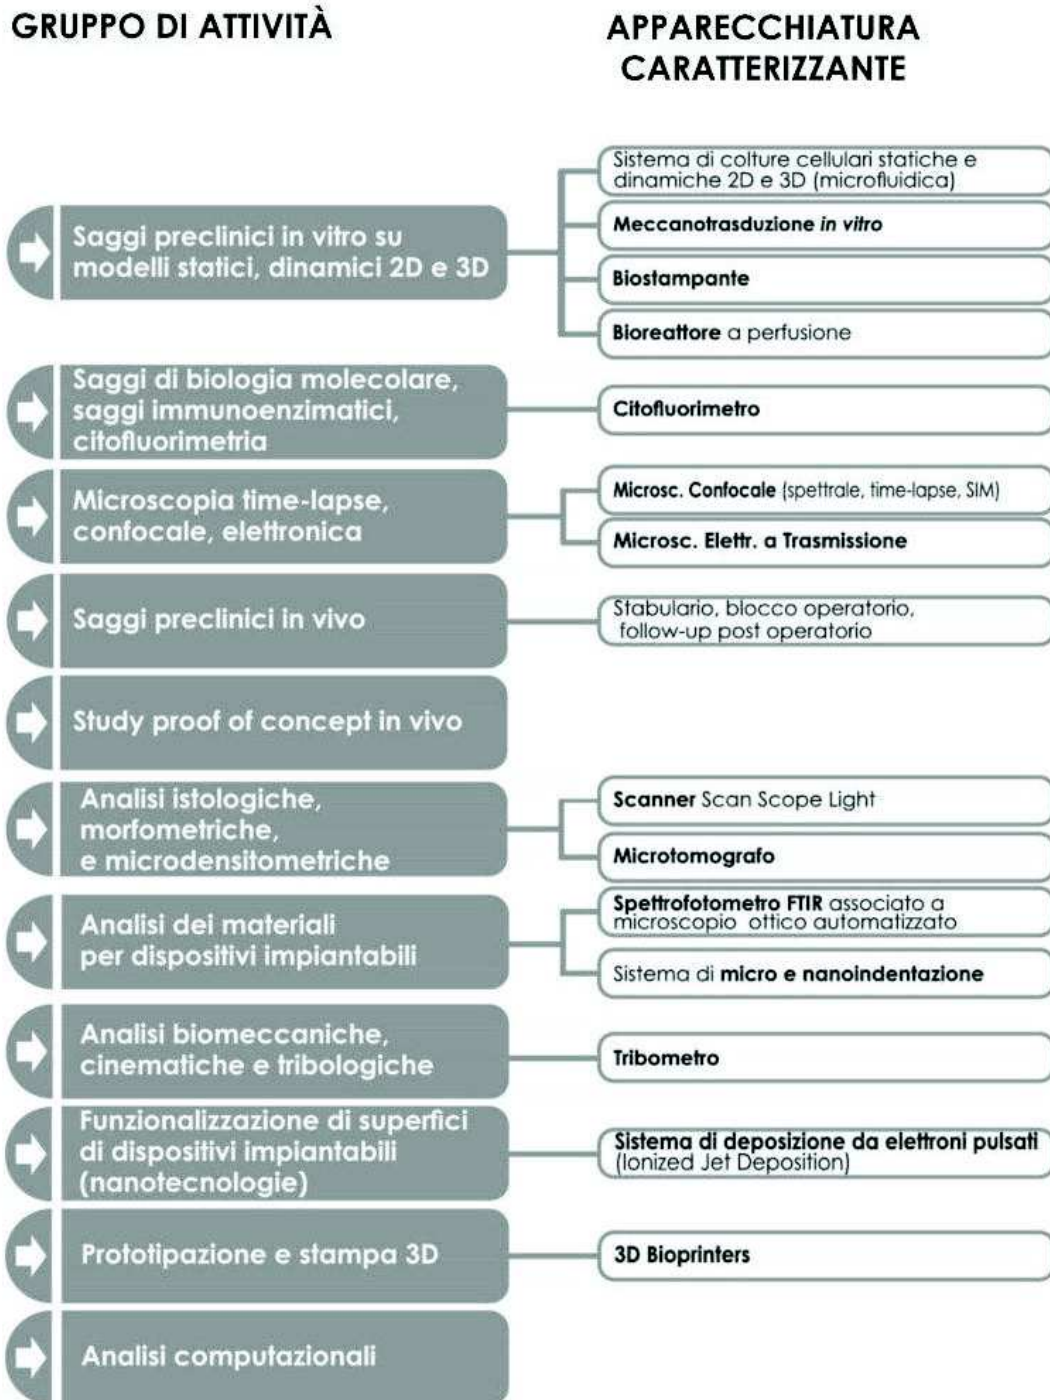 GRUPPO DI ATTIVITÀ
APPARECCHIATURA
CARATTERIZZANTE
Saggi preclinici in vitro su
modelli statici, dinamici 2D e 3D
Sistema di colture cellulari statiche e
dinamiche 2D e 3D (microfluidica)
Meccanotrasduzione in vitro
Biostampante
Bioreattore a perfusione
Saggi di biologia molecolare,
saggi immunoenzimatici,
citofluorimetria
Citofluorimetro
Microscopia time-lapse,
confocale, elettronica
Microsc. Confocale (spettrale, time-lapse, SIM)
Microsc. Elettr. a Trasmissione
Saggi preclinici in vivo
Stabulario, blocco operatorio,
follow-up post operatorio
Study proof of concept in vivo
Analisi istologiche,
morfometriche,
e microdensitometriche
Scanner Scan Scope Light
Microtomografo
Analisi dei materiali
per dispositivi impiantabili
Spettrofotometro FTIR associato a
microscopio ottico automatizzato
Sistema di micro e nanoindentazione
Analisi biomeccaniche,
cinematiche e tribologiche
Tribometro
Funzionalizzazione di superfici
di dispositivi impiantabili
(nanotecnologie)
Sistema di deposizione da elettroni pulsati
(Ionized Jet Deposition)
Prototipazione e stampa 3D
3D Bioprinters
Analisi computazionali